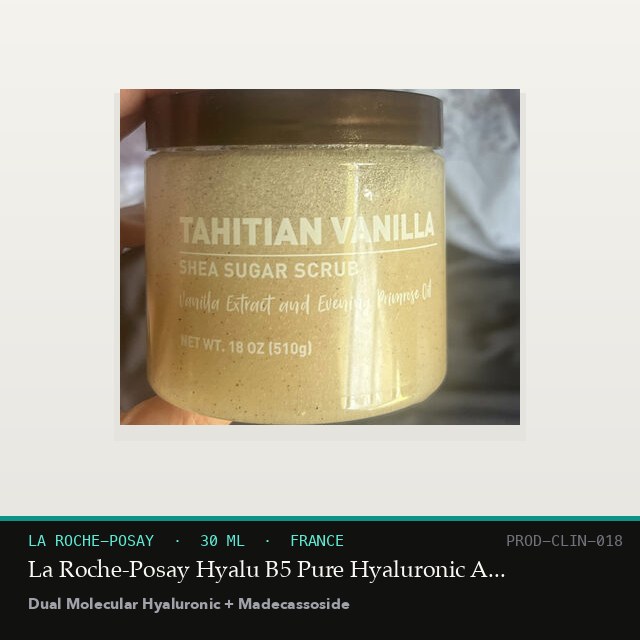 TAHITIAN VANILLA
SHEA SUGAR SCRUB
Vanilla Extract and Evening Primrose Oil
NET WT. 18 OZ (510g)
LA ROCHE–POSAY · 30 ML · FRANCE
PROD–CLIN–018
La Roche-Posay Hyalu B5 Pure Hyaluronic A...
Dual Molecular Hyaluronic + Madecassoside